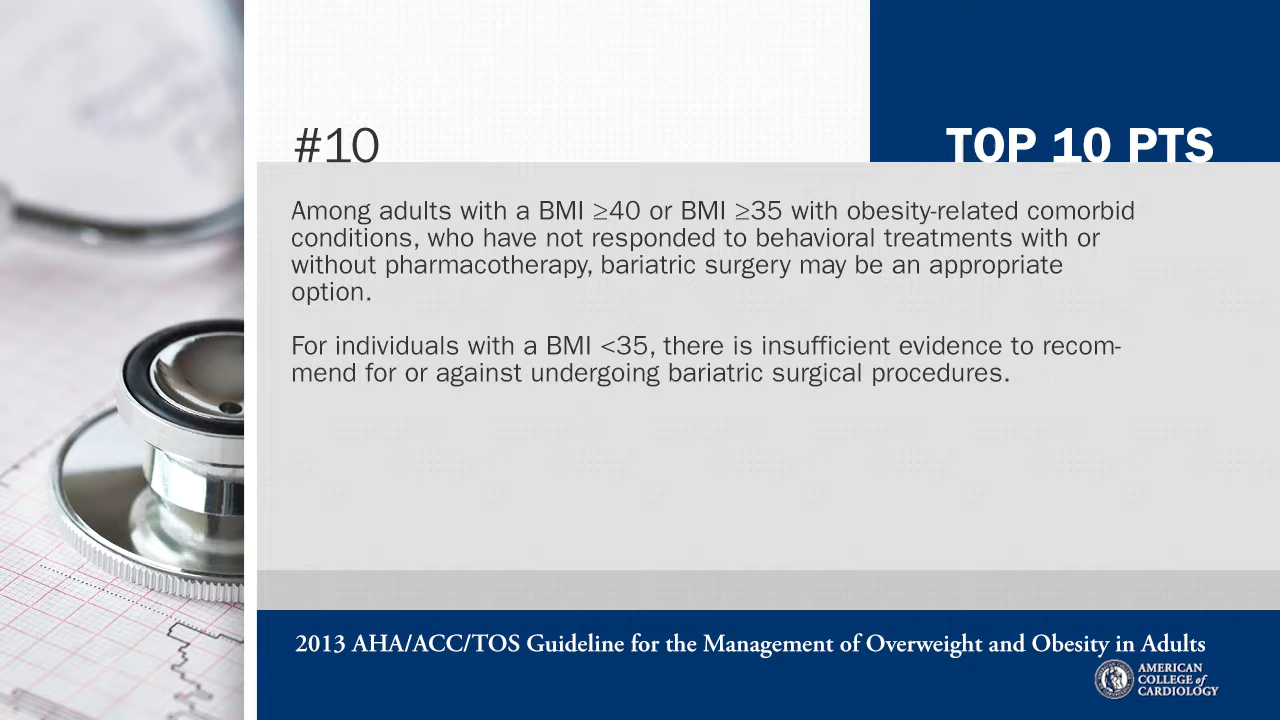 #10
TOP 10 PTS
Among adults with a BMI ≥40 or BMI ≥35 with obesity-related comorbid
conditions, who have not responded to behavioral treatments with or
without pharmacotherapy, bariatric surgery may be an appropriate
option.
For individuals with a BMI <35, there is insufficient evidence to recom-
mend for or against undergoing bariatric surgical procedures.
2013 AHA/ACC/TOS Guideline for the Management of Overweight and Obesity in Adults
AMERICAN
COLLEGE of
CARDIOLOGY